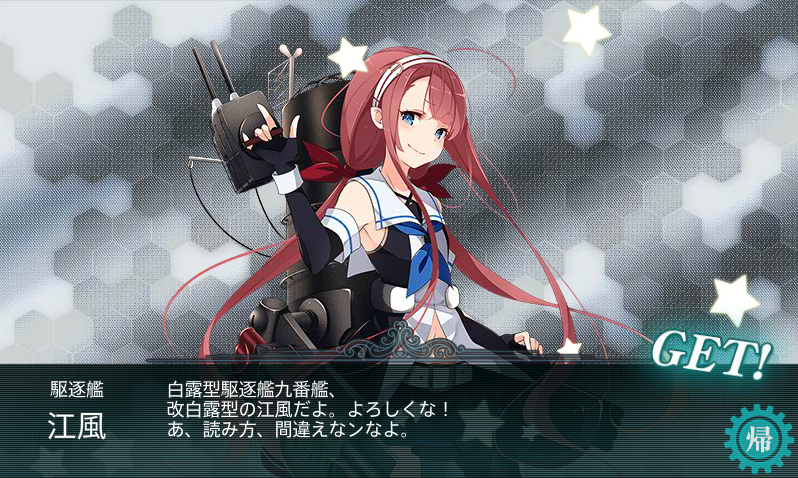 GET!
駆逐艦
江風
白露型駆逐艦九番艦、
改白露型の江風だよ。よろしくな！
あ、読み方、間違えなンなよ。
帰